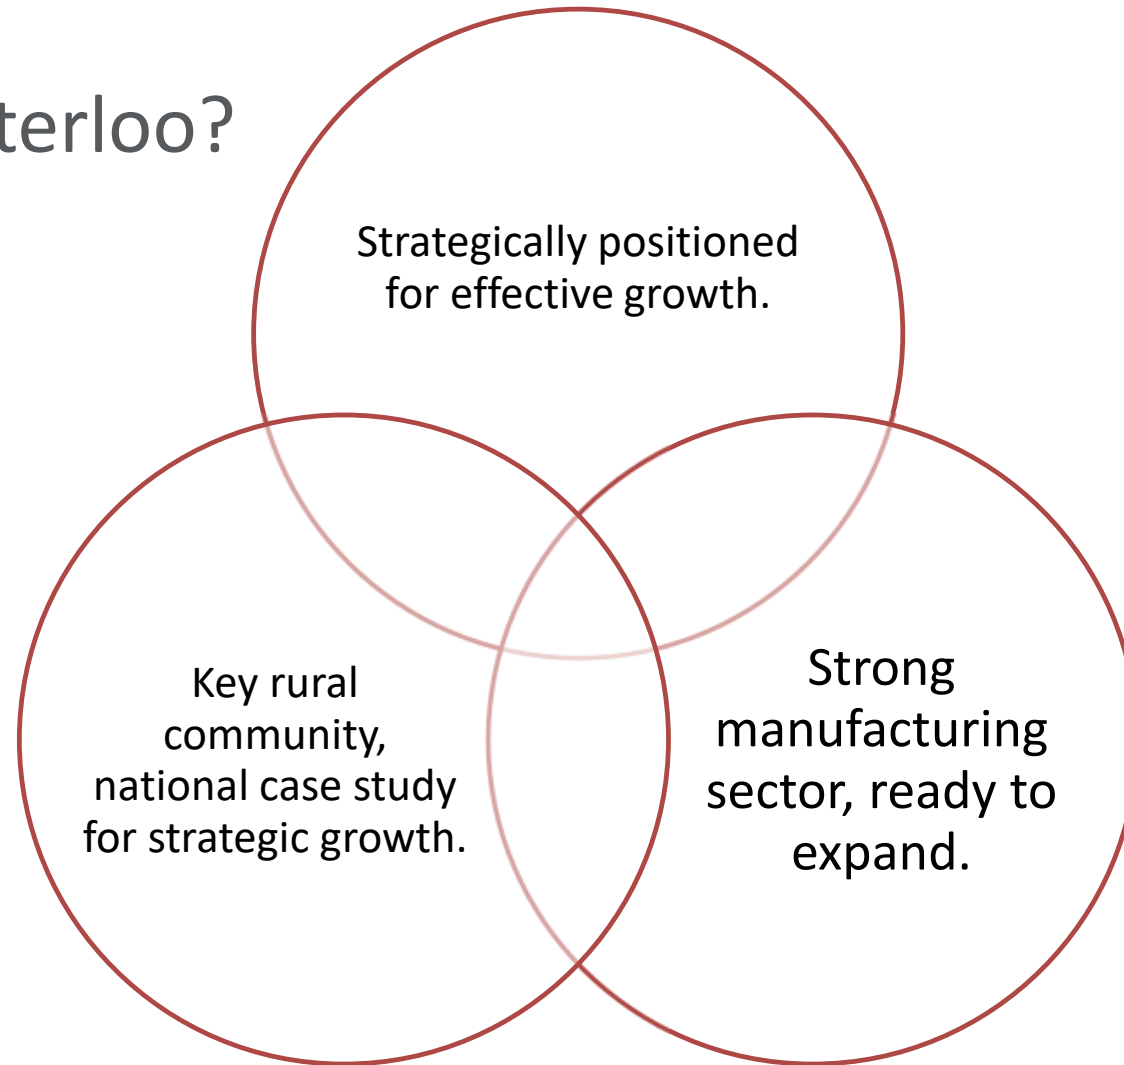 terloo?
Strategically positioned
for effective growth.
Key rural
community,
national case study
for strategic growth.
Strong
manufacturing
sector, ready to
expand.